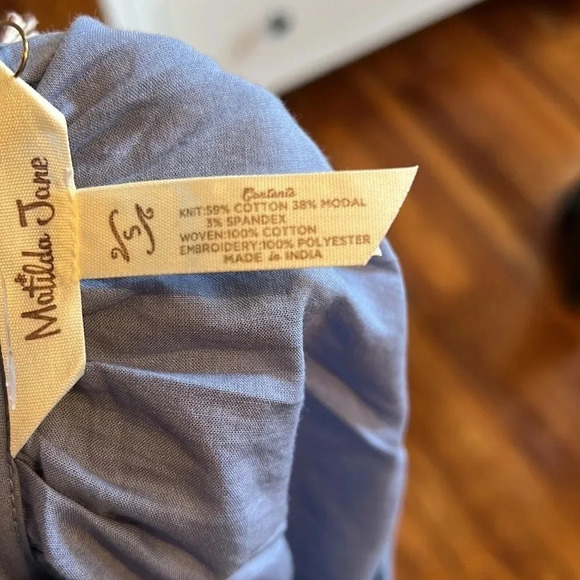 Matilda Jane
S
Contents
KNIT:59% COTTON 38% MODAL
3% SPANDEX
WOVEN:100% COTTON
EMBROIDERY:100% POLYESTER
MADE in INDIA